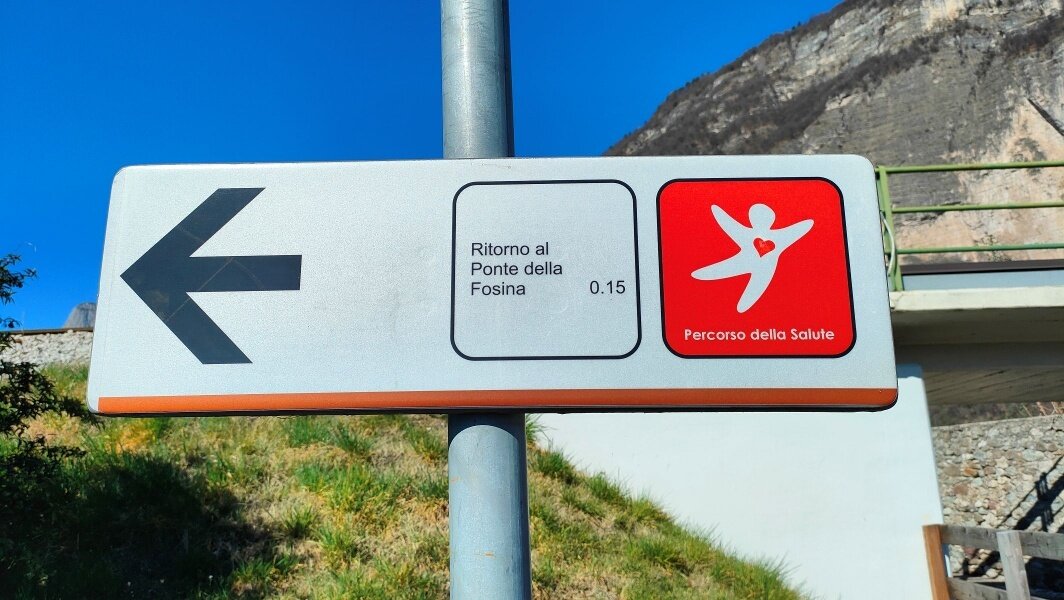 Ritorno al
Ponte della
Fosina 0.15
Percorso della Salute